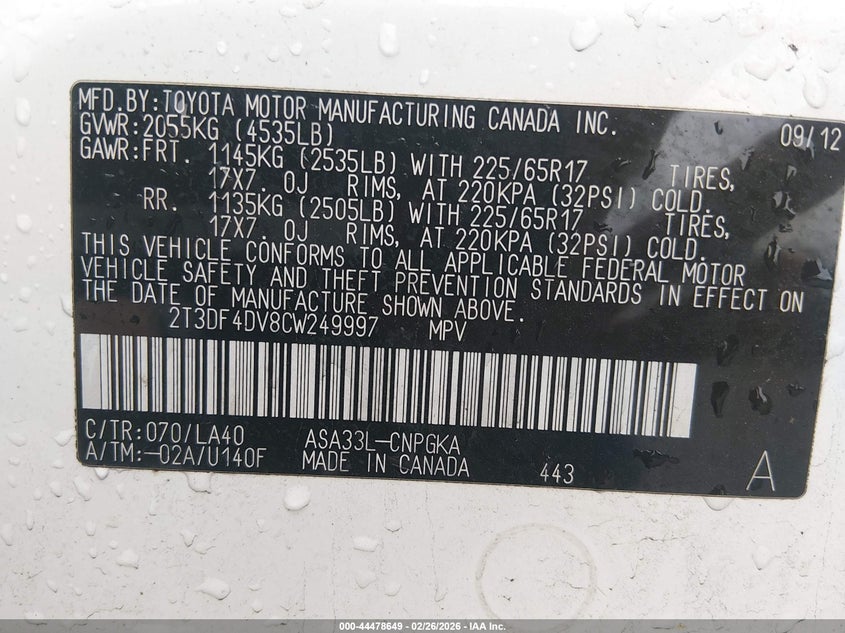 MFD.BY:TOYOTA MOTOR MANUFACTURING CANADA INC. 09/12
GVWR:2055KG (4535LB)
GAWR:FRT. 1145KG (2535LB) WITH 225/65R17 TIRES,
17X7.0J RIMS, AT 220KPA (32PSI) COLD.
RR. 1135KG (2505LB) WITH 225/65R17 TIRES,
17X7.0J RIMS, AT 220KPA (32PSI) COLD.
THIS VEHICLE CONFORMS TO ALL APPLICABLE FEDERAL MOTOR
VEHICLE SAFETY AND THEFT PREVENTION STANDARDS IN EFFECT ON
THE DATE OF MANUFACTURE SHOWN ABOVE.
2T3DF4DV8CW249997 MPV
C/TR:070/LA40 ASA33L-CNPGKA
A/TM:-02A/U140F MADE IN CANADA 443 A
000-44478649 - 02/26/2026 - IAA Inc.